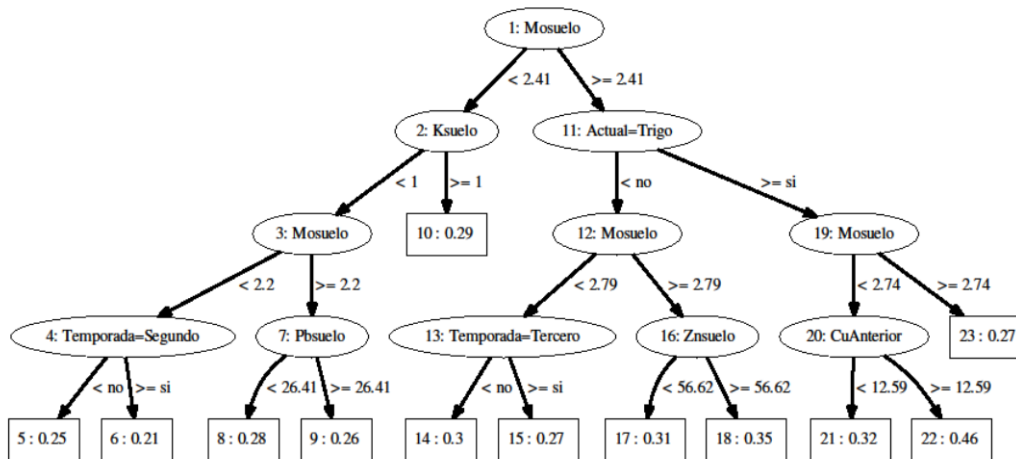 1: Mosuelo
< 2.41 >= 2.41
2: Ksuelo 11: Actual=Trigo
< 1 >= 1 < no >= si
3: Mosuelo 10 : 0.29 12: Mosuelo 19: Mosuelo
< 2.2 >= 2.2 < 2.79 >= 2.79 < 2.74 >= 2.74
4: Temporada=Segundo 7: Pbsuelo 13: Temporada=Tercero 16: Znsuelo 20: CuAnterior 23 : 0.27
< no >= si < 26.41 >= 26.41 < no >= si < 56.62 >= 56.62 < 12.59 >= 12.59
5 : 0.25 6 : 0.21 8 : 0.28 9 : 0.26 14 : 0.3 15 : 0.27 17 : 0.31 18 : 0.35 21 : 0.32 22 : 0.46